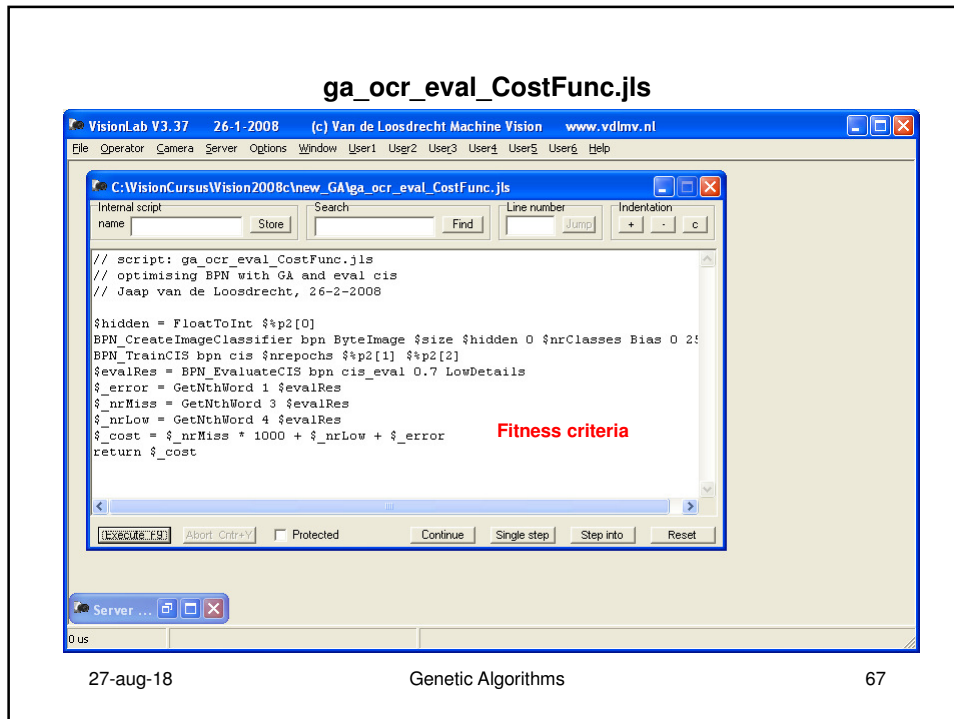 ga_ocr_eval_CostFunc.jls
VisionLab V3.37 26-1-2008 (c) Van de Loosdrecht Machine Vision www.vdlmv.nl
File Operator Camera Server Options Window User1 User2 User3 User4 User5 User6 Help
C:\VisionCursus\Vision2008c\new_GA\ga_ocr_eval_CostFunc.jls
Internal script Search Line number Indentation
name Store Find Jump + - c
// script: ga_ocr_eval_CostFunc.jls
// optimising BPN with GA and eval cis
// Jaap van de Loosdrecht, 26-2-2008
$hidden = FloatToInt $%p2[0]
BPN_CreateImageClassifier bpn ByteImage $size $hidden 0 $nrClasses Bias 0 25
BPN_TrainCIS bpn cis $nrepochs $%p2[1] $%p2[2]
$evalRes = BPN_EvaluateCIS bpn cis_eval 0.7 LowDetails
$_error = GetNthWord 1 $evalRes
$_nrMiss = GetNthWord 3 $evalRes
$_nrLow = GetNthWord 4 $evalRes
$_cost = $_nrMiss * 1000 + $_nrLow + $_error Fitness criteria
return $_cost
Execute F9 Abort Cntr+Y Protected Continue Single step Step into Reset
Server ...
0 us
27-aug-18 Genetic Algorithms 67